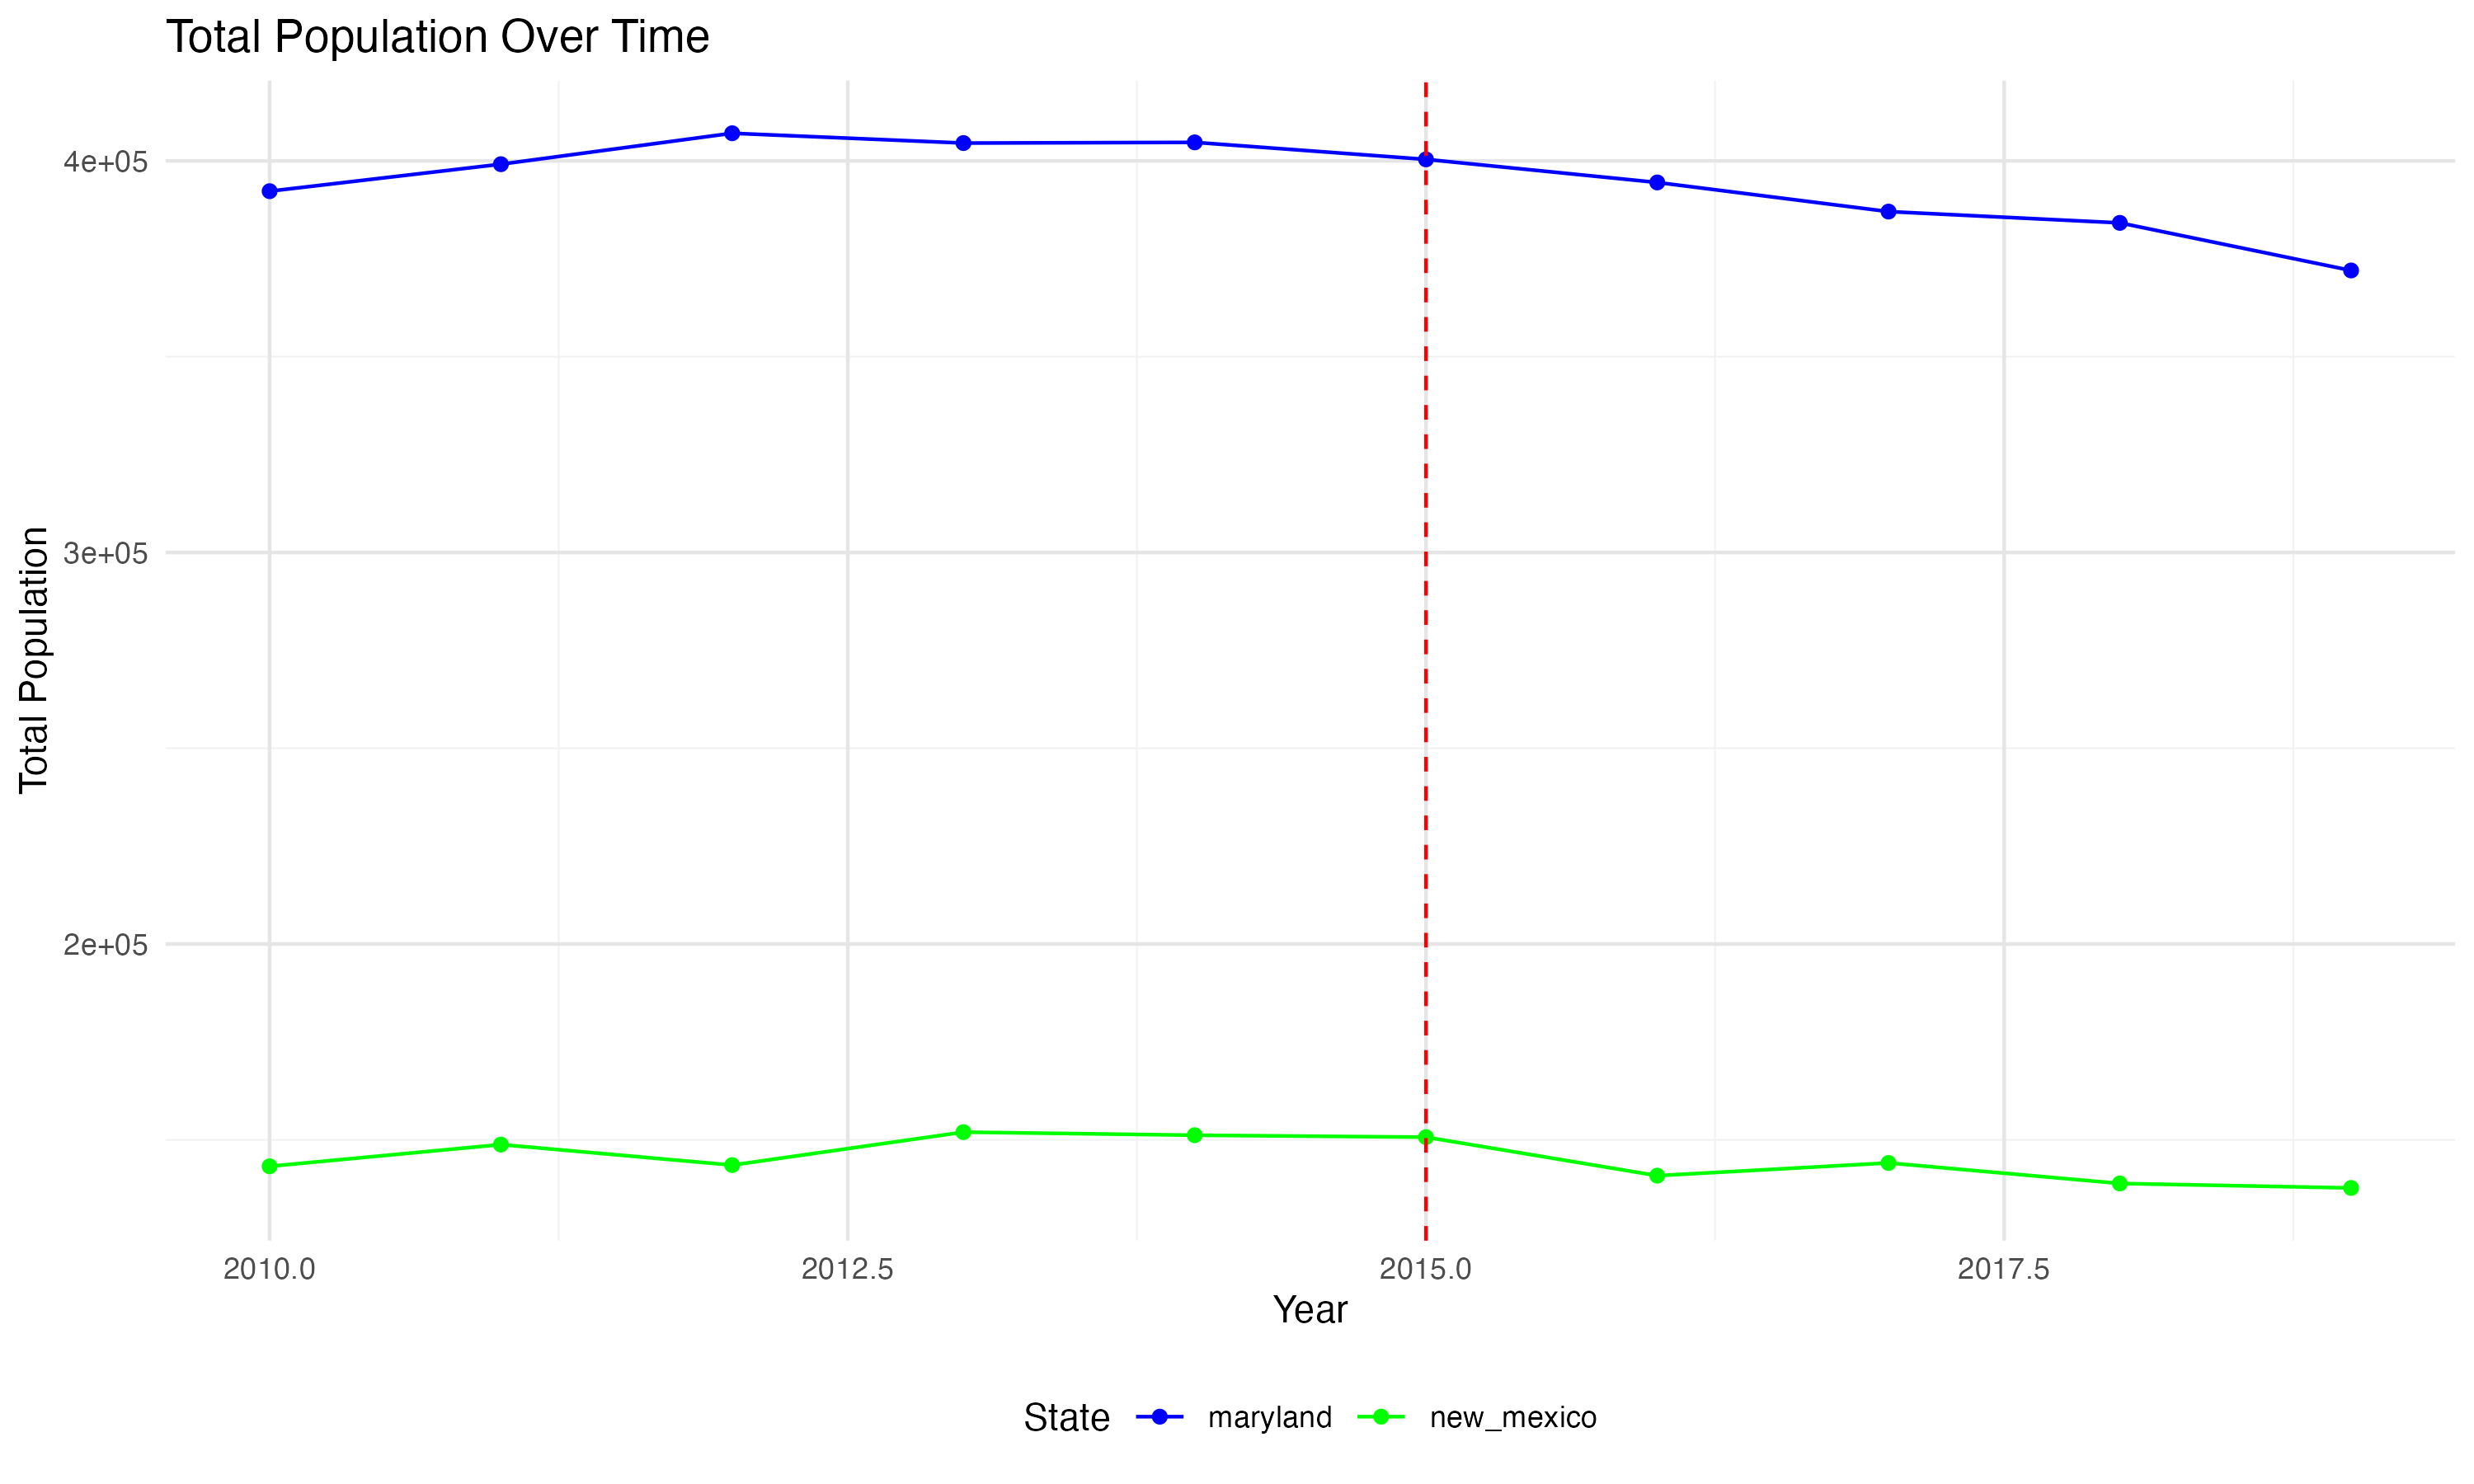 Total Population Over Time
Total Population
4e+05
3e+05
2e+05
2010.0 2012.5 2015.0 2017.5
Year
State maryland new_mexico